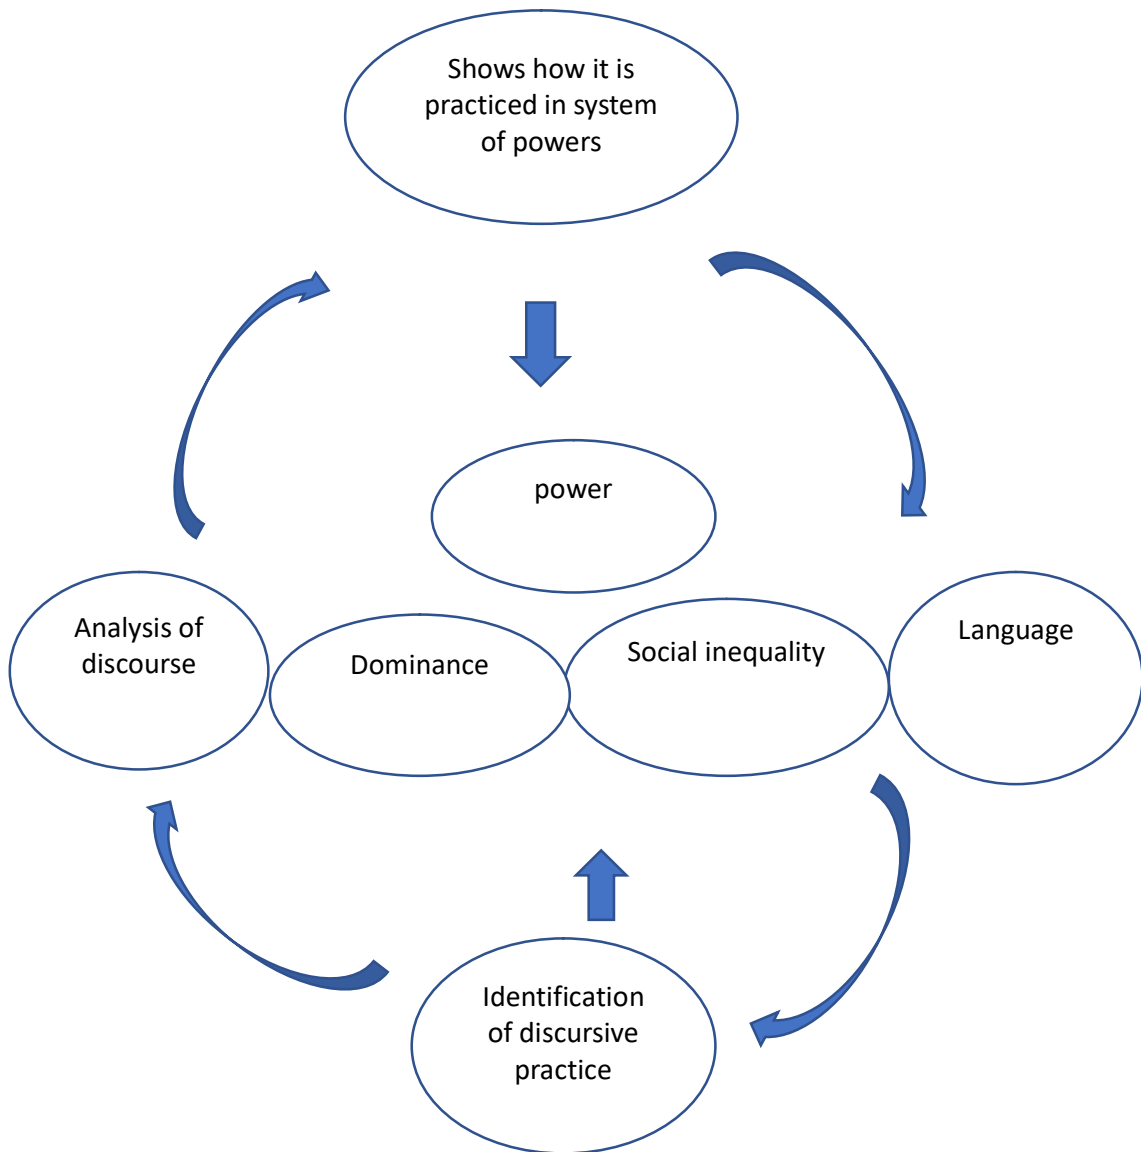 Shows how it is
practiced in system
of powers
power
Analysis of
discourse
Dominance
Social inequality
Language
Identification
of discursive
practice